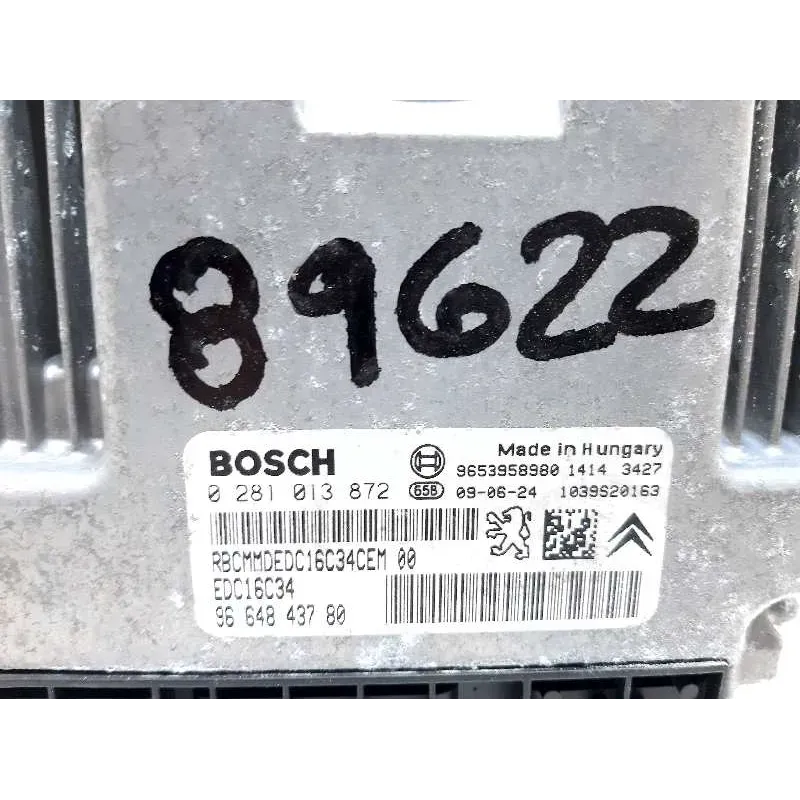 89622
BOSCH
Made in Hungary
9653958980 1414 3427
0 281 013 872 65B 09-06-24 1039S20163
RBCMMDEDC16C34CEM 00
EDC16C34
96 648 437 80